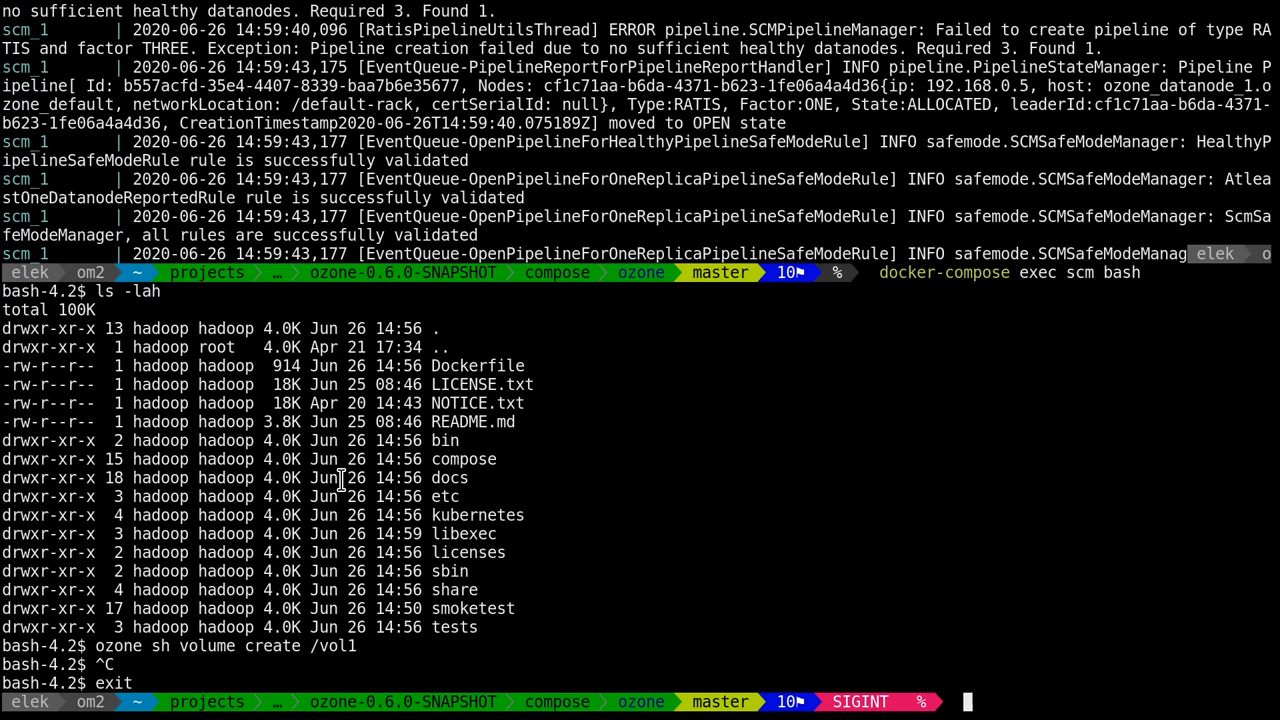 no sufficient healthy datanodes. Required 3. Found 1.
scm_1 | 2020-06-26 14:59:40,096 [RatisPipelineUtilsThread] ERROR pipeline.SCMPipelineManager: Failed to create pipeline of type RA
TIS and factor THREE. Exception: Pipeline creation failed due to no sufficient healthy datanodes. Required 3. Found 1.
scm_1 | 2020-06-26 14:59:43,175 [EventQueue-PipelineReportForPipelineReportHandler] INFO pipeline.PipelineStateManager: Pipeline P
ipeline[ Id: b557acfd-35e4-4407-8339-baa7b6e35677, Nodes: cf1c71aa-b6da-4371-b623-1fe06a4a4d36{ip: 192.168.0.5, host: ozone_datanode_1.o
zone_default, networkLocation: /default-rack, certSerialId: null}, Type:RATIS, Factor:ONE, State:ALLOCATED, leaderId:cf1c71aa-b6da-4371-
b623-1fe06a4a4d36, CreationTimestamp2020-06-26T14:59:40.075189Z] moved to OPEN state
scm_1 | 2020-06-26 14:59:43,177 [EventQueue-OpenPipelineForHealthyPipelineSafeModeRule] INFO safemode.SCMSafeModeManager: HealthyP
ipelineSafeModeRule rule is successfully validated
scm_1 | 2020-06-26 14:59:43,177 [EventQueue-OpenPipelineForOneReplicaPipelineSafeModeRule] INFO safemode.SCMSafeModeManager: Atlea
stOneDatanodeReportedRule rule is successfully validated
scm_1 | 2020-06-26 14:59:43,177 [EventQueue-OpenPipelineForOneReplicaPipelineSafeModeRule] INFO safemode.SCMSafeModeManager: ScmSa
feModeManager, all rules are successfully validated
scm_1 | 2020-06-26 14:59:43,177 [EventQueue-OpenPipelineForOneReplicaPipelineSafeModeRule] INFO safemode.SCMSafeModeManag elek o
elek om2 ~ projects … ozone-0.6.0-SNAPSHOT compose ozone master 10⚑ % docker-compose exec scm bash
bash-4.2$ ls -lah
total 100K
drwxr-xr-x 13 hadoop hadoop 4.0K Jun 26 14:56 .
drwxr-xr-x 1 hadoop root 4.0K Apr 21 17:34 ..
-rw-r--r-- 1 hadoop hadoop 914 Jun 26 14:56 Dockerfile
-rw-r--r-- 1 hadoop hadoop 18K Jun 25 08:46 LICENSE.txt
-rw-r--r-- 1 hadoop hadoop 18K Apr 20 14:43 NOTICE.txt
-rw-r--r-- 1 hadoop hadoop 3.8K Jun 25 08:46 README.md
drwxr-xr-x 2 hadoop hadoop 4.0K Jun 26 14:56 bin
drwxr-xr-x 15 hadoop hadoop 4.0K Jun 26 14:56 compose
drwxr-xr-x 18 hadoop hadoop 4.0K Jun 26 14:56 docs
drwxr-xr-x 3 hadoop hadoop 4.0K Jun 26 14:56 etc
drwxr-xr-x 4 hadoop hadoop 4.0K Jun 26 14:56 kubernetes
drwxr-xr-x 3 hadoop hadoop 4.0K Jun 26 14:59 libexec
drwxr-xr-x 2 hadoop hadoop 4.0K Jun 26 14:56 licenses
drwxr-xr-x 2 hadoop hadoop 4.0K Jun 26 14:56 sbin
drwxr-xr-x 4 hadoop hadoop 4.0K Jun 26 14:56 share
drwxr-xr-x 17 hadoop hadoop 4.0K Jun 26 14:50 smoketest
drwxr-xr-x 3 hadoop hadoop 4.0K Jun 26 14:56 tests
bash-4.2$ ozone sh volume create /vol1
bash-4.2$ ^C
bash-4.2$ exit
elek om2 ~ projects … ozone-0.6.0-SNAPSHOT compose ozone master 10⚑ SIGINT %